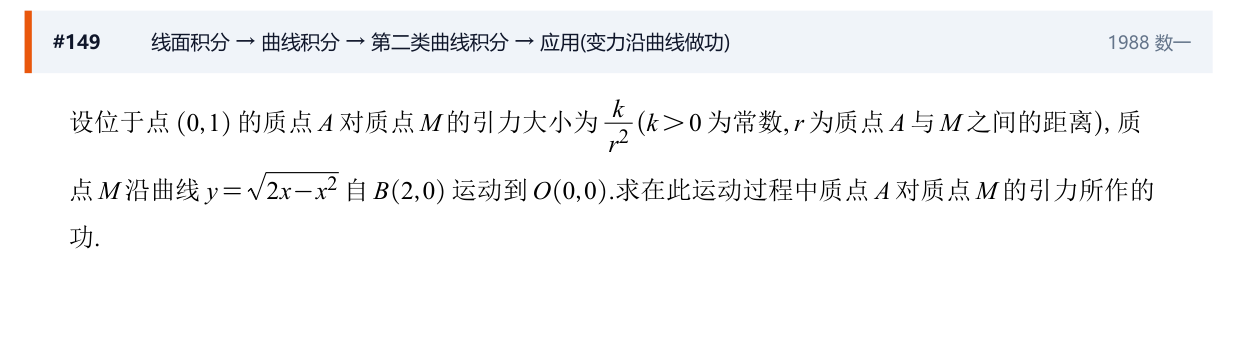 #149 线面积分 → 曲线积分 → 第二类曲线积分 → 应用(变力沿曲线做功) 1988 数一
设位于点 (0,1) 的质点 A 对质点 M 的引力大小为 $\frac{k}{r^2}$ (k>0 为常数, r 为质点 A 与 M 之间的距离), 质
点 M 沿曲线 $y=\sqrt{2x-x^2}$ 自 B(2,0) 运动到 O(0,0).求在此运动过程中质点 A 对质点 M 的引力所作的
功.